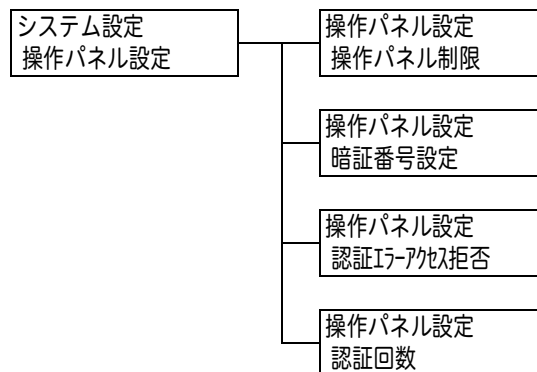 システム設定
操作パネル設定
操作パネル設定
操作パネル制限
操作パネル設定
暗証番号設定
操作パネル設定
認証ｴﾗｰｱｸｾｽ拒否
操作パネル設定
認証回数